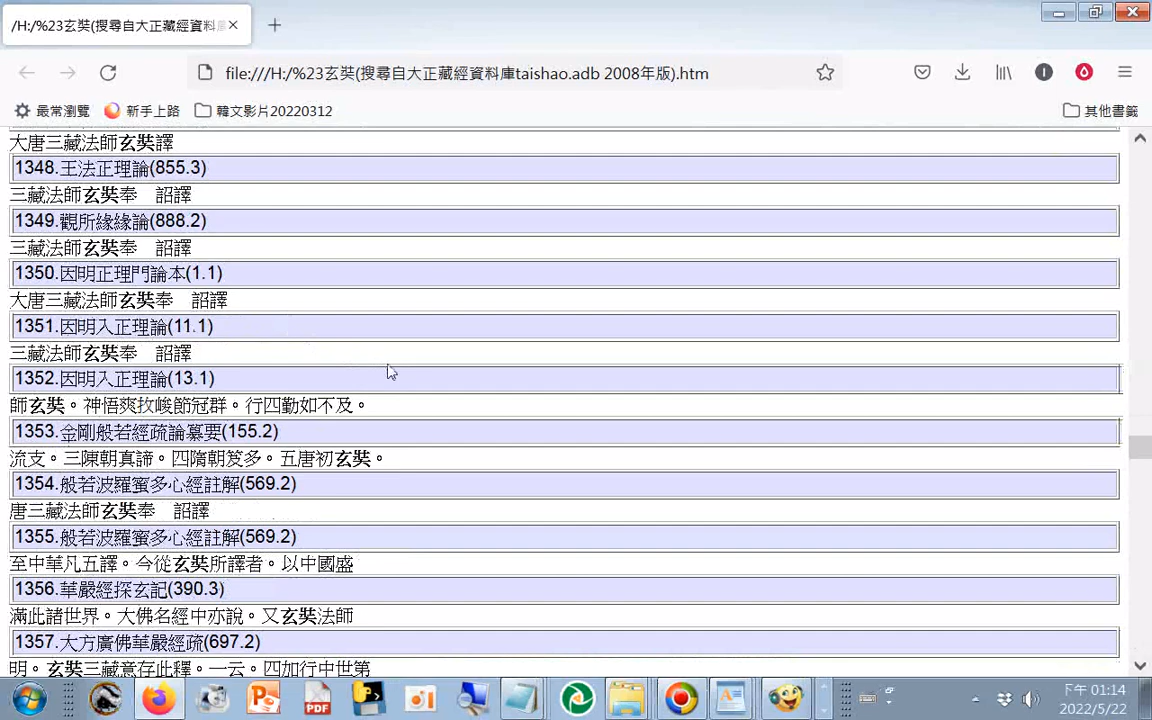 /H:/%23玄奘(搜尋自大正藏經資料
file:///H:/%23玄奘(搜尋自大正藏經資料庫taishao.adb 2008年版).htm
最常瀏覽 新手上路 韓文影片20220312 其他書籤
大唐三藏法師玄奘譯
1348.王法正理論(855.3)
三藏法師玄奘奉　詔譯
1349.觀所緣緣論(888.2)
三藏法師玄奘奉　詔譯
1350.因明正理門論本(1.1)
大唐三藏法師玄奘奉　詔譯
1351.因明入正理論(11.1)
三藏法師玄奘奉　詔譯
1352.因明入正理論(13.1)
師玄奘。神悟爽拔峻節冠群。行四勤如不及。
1353.金剛般若經疏論纂要(155.2)
流支。三陳朝真諦。四隋朝笈多。五唐初玄奘。
1354.般若波羅蜜多心經註解(569.2)
唐三藏法師玄奘奉　詔譯
1355.般若波羅蜜多心經註解(569.2)
至中華凡五譯。今從玄奘所譯者。以中國盛
1356.華嚴經探玄記(390.3)
滿此諸世界。大佛名經中亦說。又玄奘法師
1357.大方廣佛華嚴經疏(697.2)
明。玄奘三藏意存此釋。一云。四加行中世第
下午 01:14
2022/5/22